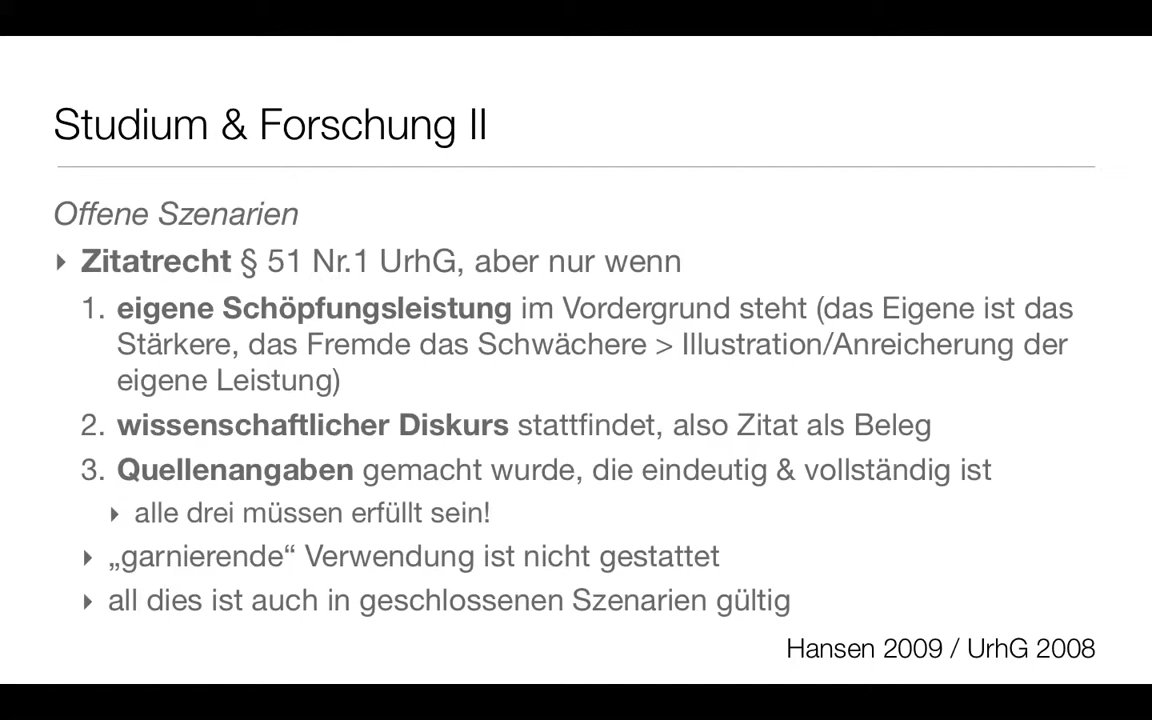 Studium & Forschung II
Offene Szenarien
‣ Zitatrecht § 51 Nr.1 UrhG, aber nur wenn
1. eigene Schöpfungsleistung im Vordergrund steht (das Eigene ist das
Stärkere, das Fremde das Schwächere > Illustration/Anreicherung der
eigene Leistung)
2. wissenschaftlicher Diskurs stattfindet, also Zitat als Beleg
3. Quellenangaben gemacht wurde, die eindeutig & vollständig ist
‣ alle drei müssen erfüllt sein!
‣ „garnierende“ Verwendung ist nicht gestattet
‣ all dies ist auch in geschlossenen Szenarien gültig
Hansen 2009 / UrhG 2008